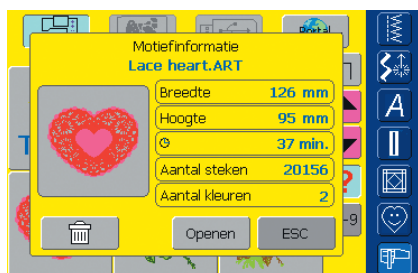 Portal
Motiefinformatie
Lace heart.ART
Breedte 126 mm
Hoogte 95 mm
37 min.
Aantal steken 20156
Aantal kleuren 2
Openen
ESC
T
?
-9
A